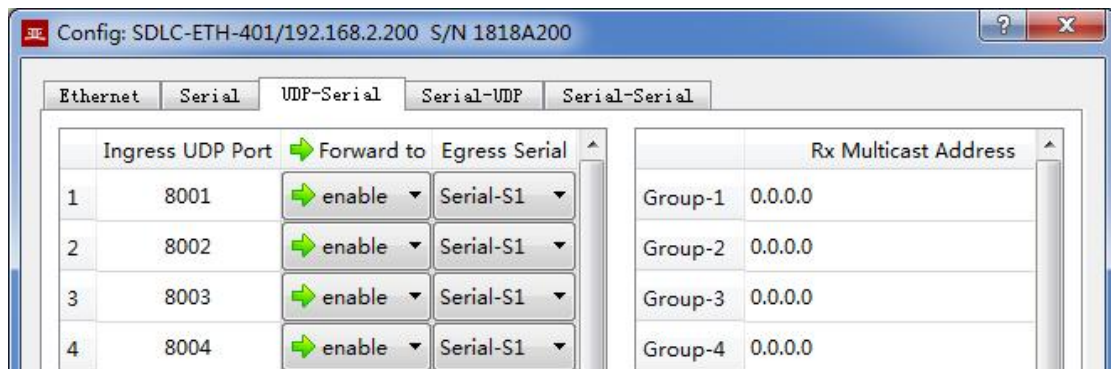 亚 Config: SDLC-ETH-401/192.168.2.200 S/N 1818A200 ? X
Ethernet Serial UDP-Serial Serial-UDP Serial-Serial
Ingress UDP Port Forward to Egress Serial Rx Multicast Address
1 8001 enable Serial-S1 Group-1 0.0.0.0
2 8002 enable Serial-S1 Group-2 0.0.0.0
3 8003 enable Serial-S1 Group-3 0.0.0.0
4 8004 enable Serial-S1 Group-4 0.0.0.0